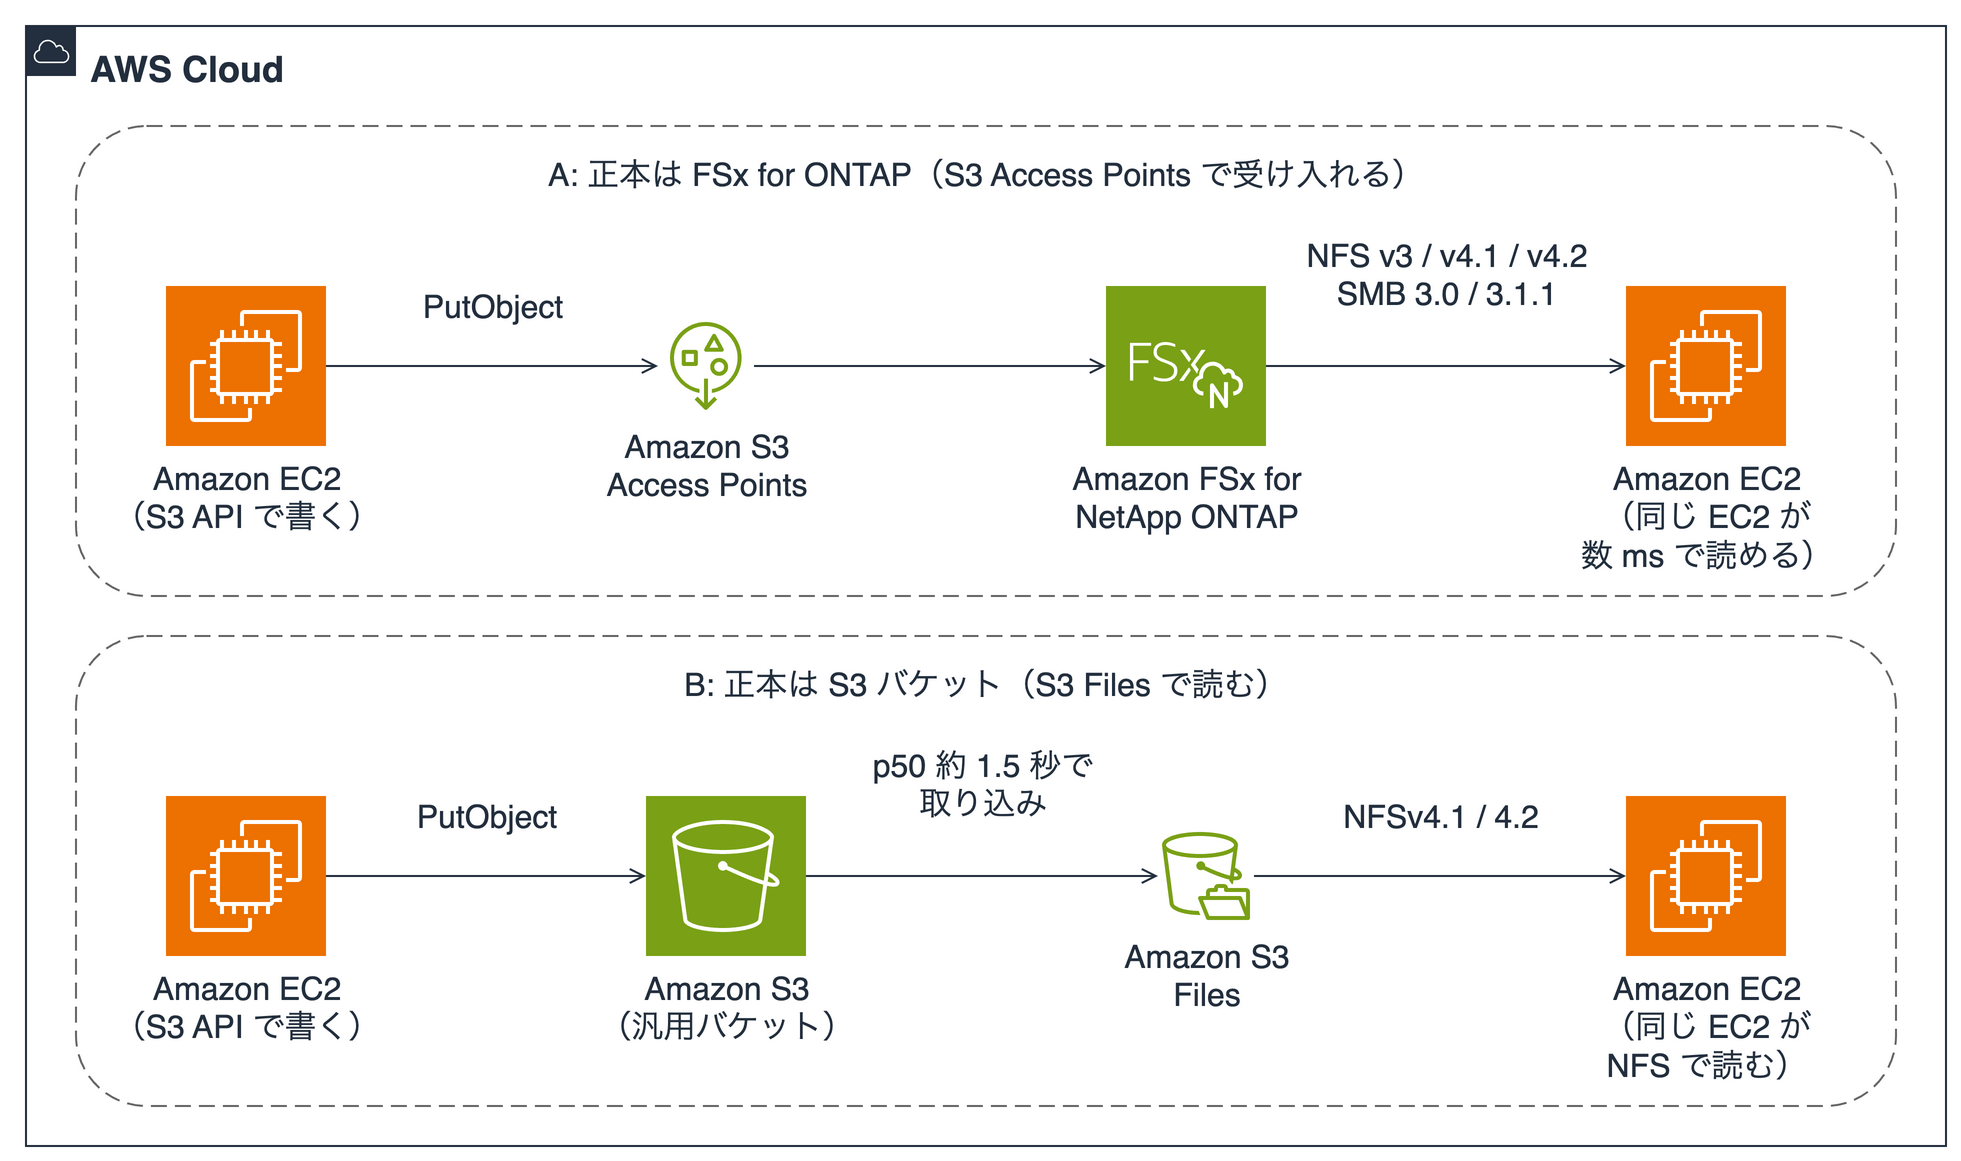 AWS Cloud
A: 正本は FSx for ONTAP（S3 Access Points で受け入れる）
NFS v3 / v4.1 / v4.2
SMB 3.0 / 3.1.1
PutObject
FSx
N
Amazon EC2
（S3 API で書く）
Amazon S3
Access Points
Amazon FSx for
NetApp ONTAP
Amazon EC2
（同じ EC2 が
数 ms で読める）
B: 正本は S3 バケット（S3 Files で読む）
p50 約 1.5 秒で
取り込み
PutObject
NFSv4.1 / 4.2
Amazon EC2
（S3 API で書く）
Amazon S3
（汎用バケット）
Amazon S3
Files
Amazon EC2
（同じ EC2 が
NFS で読む）